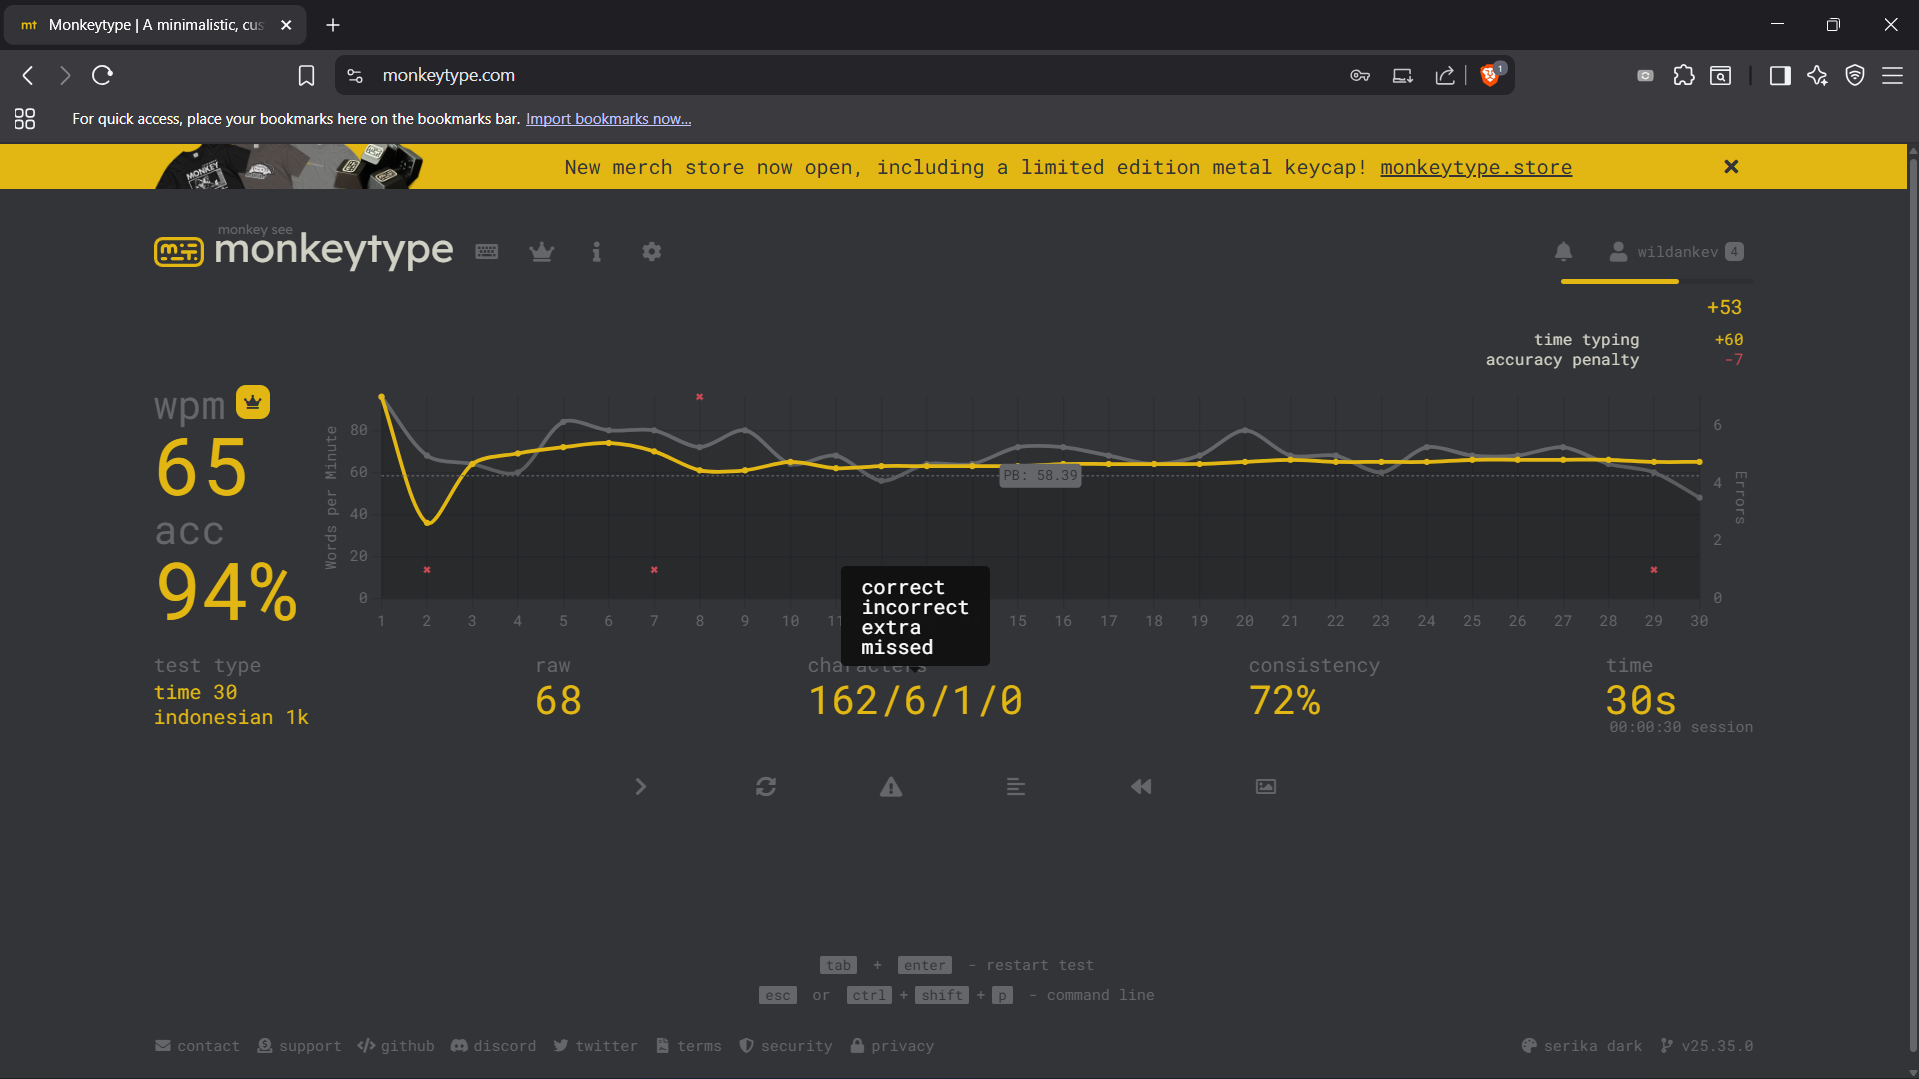 mt Monkeytype | A minimalistic, cus
monkeytype.com
1
For quick access, place your bookmarks here on the bookmarks bar. Import bookmarks now...
MONKEY
New merch store now open, including a limited edition metal keycap! monkeytype.store
monkey see
monkeytype
wildankev 4
+53
time typing +60
accuracy penalty -7
wpm
65
acc
94%
Words per Minute
80
60
40
20
0
PB: 58.39
6
4
2
0
Errors
1 2 3 4 5 6 7 8 9 10 11 15 16 17 18 19 20 21 22 23 24 25 26 27 28 29 30
correct
incorrect
extra
missed
test type
time 30
indonesian 1k
raw
68
characters
162/6/1/0
consistency
72%
time
30s
00:00:30 session
tab + enter - restart test
esc or ctrl + shift + p - command line
contact support github discord twitter terms security privacy
serika dark v25.35.0